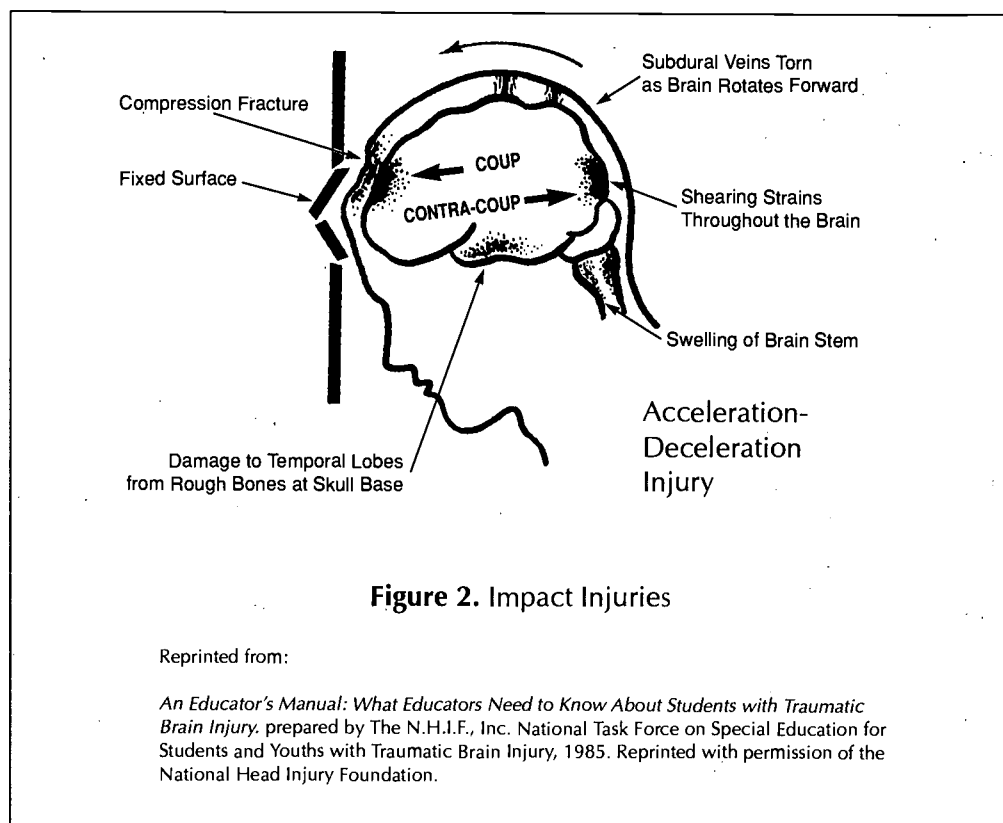 Subdural Veins Torn
as Brain Rotates Forward
Compression Fracture
Fixed Surface
COUP
CONTRA-COUP
Shearing Strains
Throughout the Brain
Swelling of Brain Stem
Damage to Temporal Lobes
from Rough Bones at Skull Base
Acceleration-
Deceleration
Injury
Figure 2. Impact Injuries
Reprinted from:
An Educator's Manual: What Educators Need to Know About Students with Traumatic
Brain Injury. prepared by The N.H.I.F., Inc. National Task Force on Special Education for
Students and Youths with Traumatic Brain Injury, 1985. Reprinted with permission of the
National Head Injury Foundation.